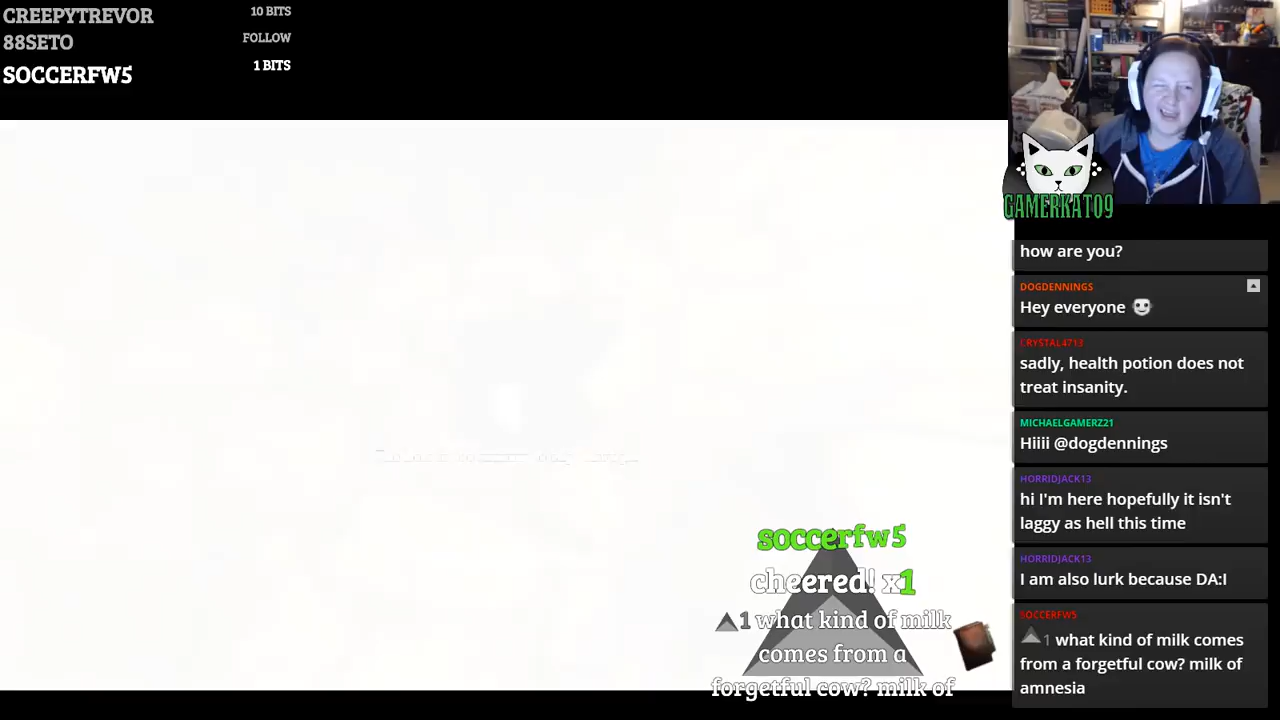 CREEPYTREVOR 10 BITS
88SETO FOLLOW
SOCCERFW5 1 BITS
GAMERKAT09
how are you?
DOGDENNINGS
Hey everyone
CRYSTAL4713
sadly, health potion does not
treat insanity.
MICHAELGAMERZ21
Hiiii @dogdennings
HORRIDJACK13
hi I'm here hopefully it isn't
laggy as hell this time
HORRIDJACK13
I am also lurk because DA:I
SOCCERFW5
1 what kind of milk comes
from a forgetful cow? milk of
amnesia
soccerfw5
cheered! x1
1 what kind of milk
comes from a
forgetful cow? milk of